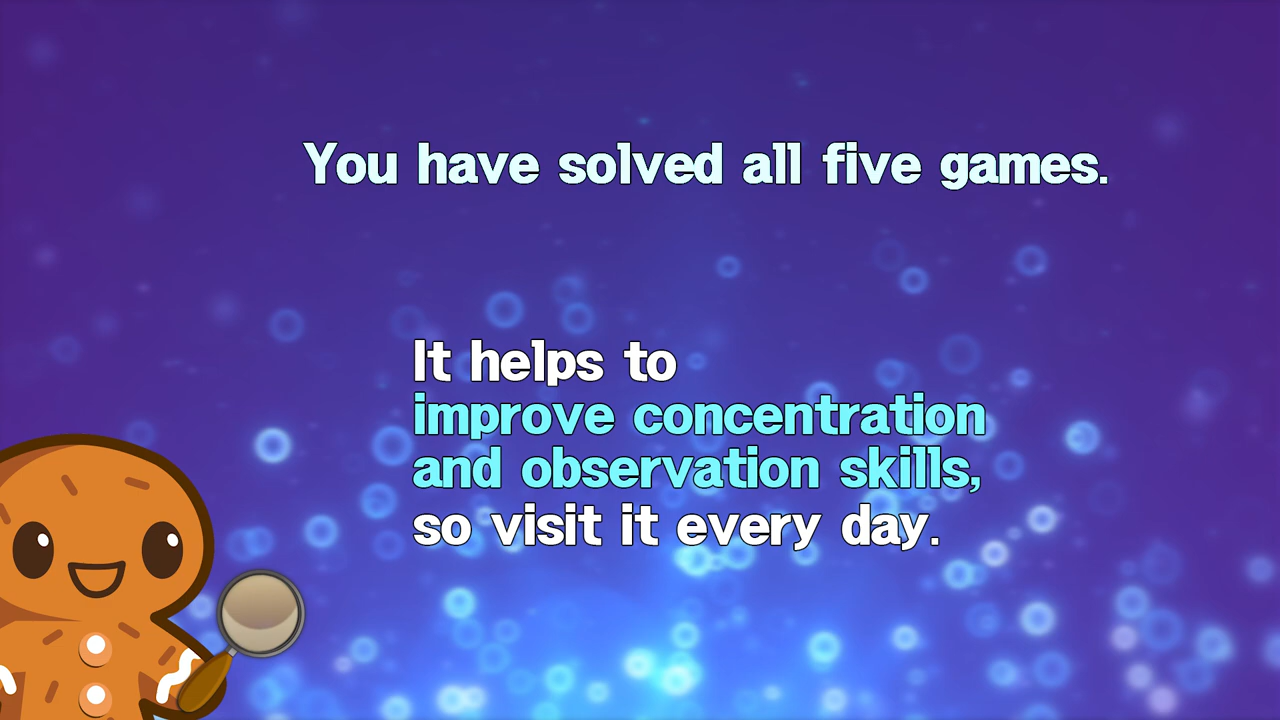 You have solved all five games.
It helps to
improve concentration
and observation skills,
so visit it every day.